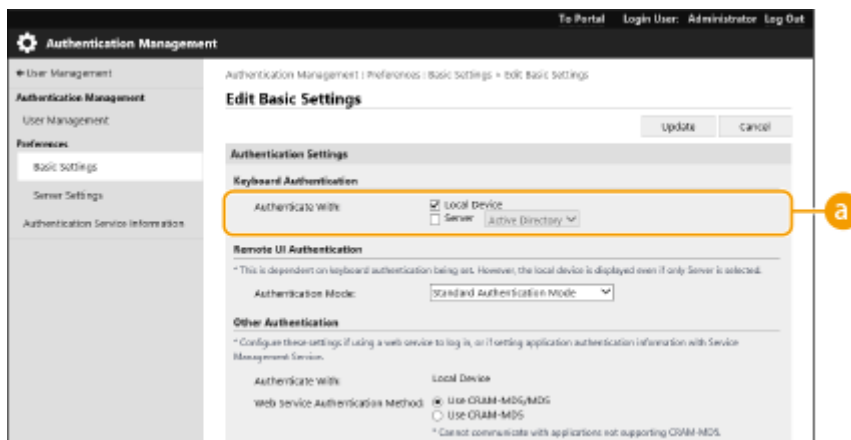 To Portal Login User: Administrator Log Out
Authentication Management
User Management
Authentication Management : Preferences : Basic Settings > Edit Basic Settings
Authentication Management
Edit Basic Settings
User Management
Update Cancel
Preferences
Authentication Settings
Basic Settings
Keyboard Authentication
Server Settings
Authenticate With: Local Device
a
Server Active Directory
Authentication Service Information
Remote UI Authentication
* This is dependent on keyboard authentication being set. However, the local device is displayed even if only Server is selected.
Authentication Mode: Standard Authentication Mode
Other Authentication
* Configure these settings if using a web service to log in, or if setting application authentication information with Service
Management Service.
Authenticate With: Local Device
Web Service Authentication Method: Use CRAM-MD5/MD5
Use CRAM-MD5
* Cannot communicate with applications not supporting CRAM-MD5.